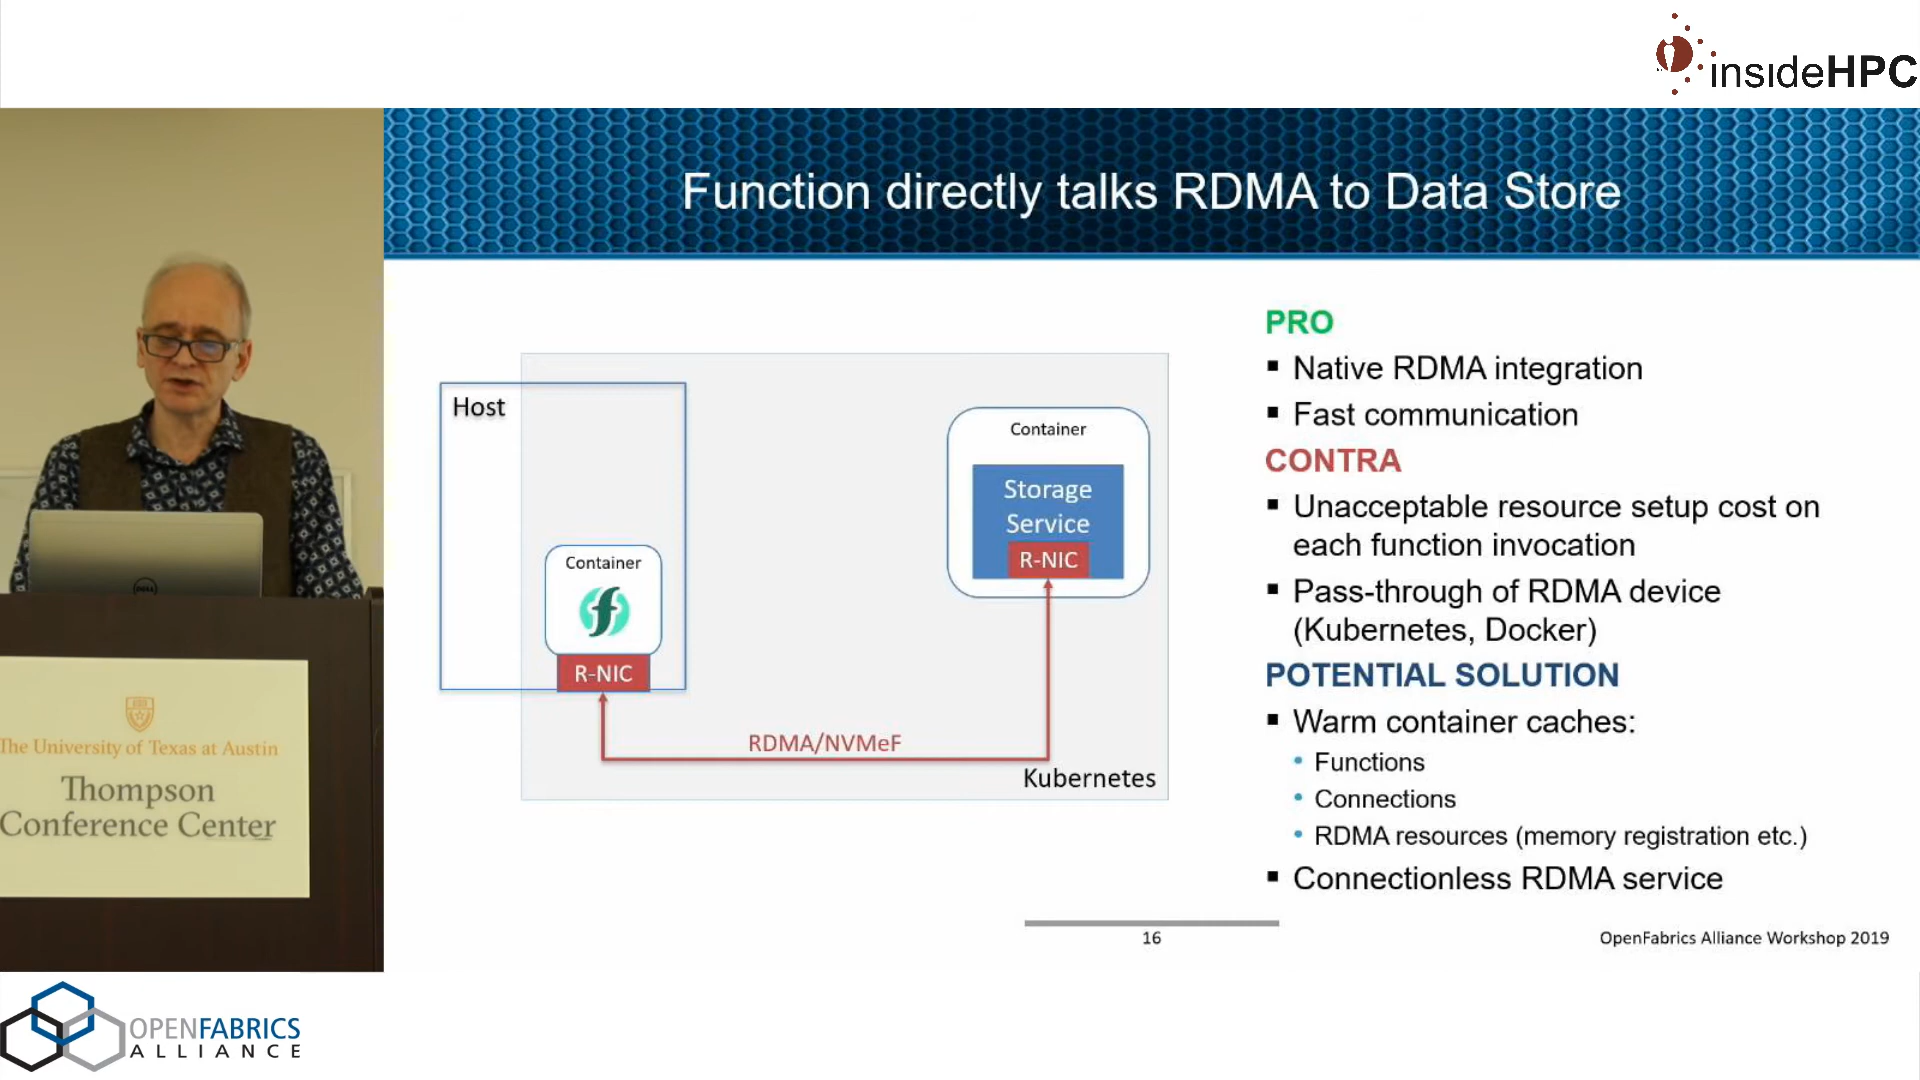 insideHPC
Function directly talks RDMA to Data Store
Host
Container
R-NIC
Container
Storage
Service
R-NIC
RDMA/NVMeF
Kubernetes
PRO
▪ Native RDMA integration
▪ Fast communication
CONTRA
▪ Unacceptable resource setup cost on
each function invocation
▪ Pass-through of RDMA device
(Kubernetes, Docker)
POTENTIAL SOLUTION
▪ Warm container caches:
• Functions
• Connections
• RDMA resources (memory registration etc.)
▪ Connectionless RDMA service
16
OpenFabrics Alliance Workshop 2019
DELL
The University of Texas at Austin
Thompson
Conference Center
OPENFABRICS
ALLIANCE